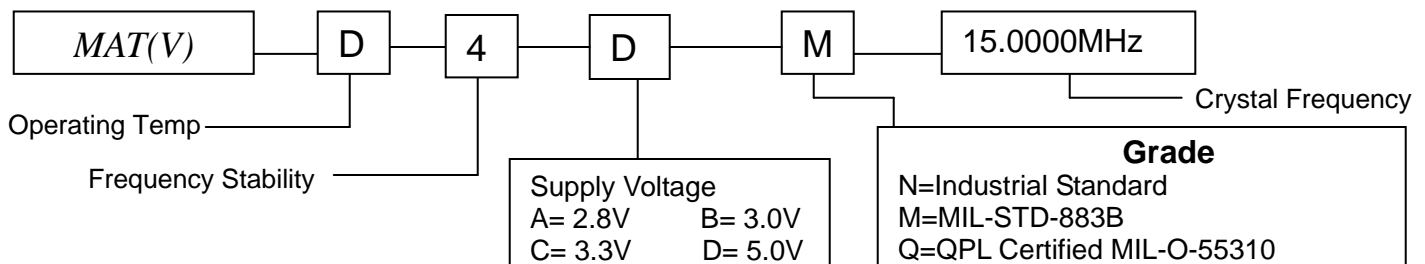 MAT(V) D 4 D M 15.0000MHz
Crystal Frequency
Operating Temp
Frequency Stability
Supply Voltage
A= 2.8V B= 3.0V
C= 3.3V D= 5.0V
Grade
N=Industrial Standard
M=MIL-STD-883B
Q=QPL Certified MIL-O-55310